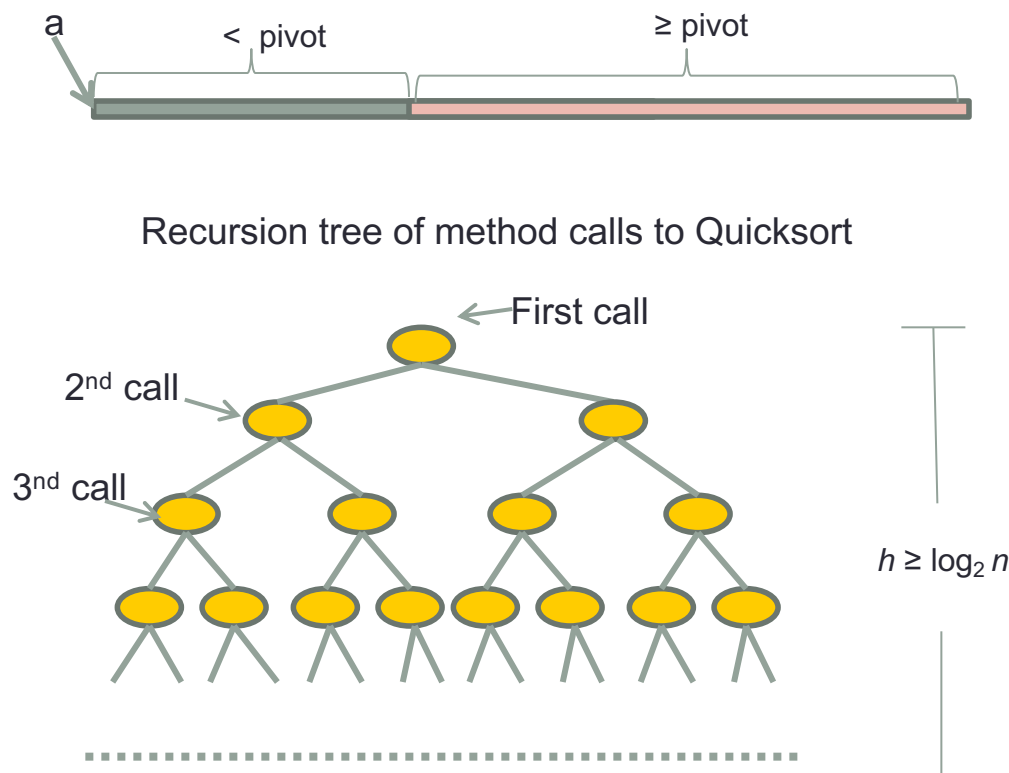 a
< pivot
≥ pivot
Recursion tree of method calls to Quicksort
First call
2nd call
3nd call
h ≥ log₂ n